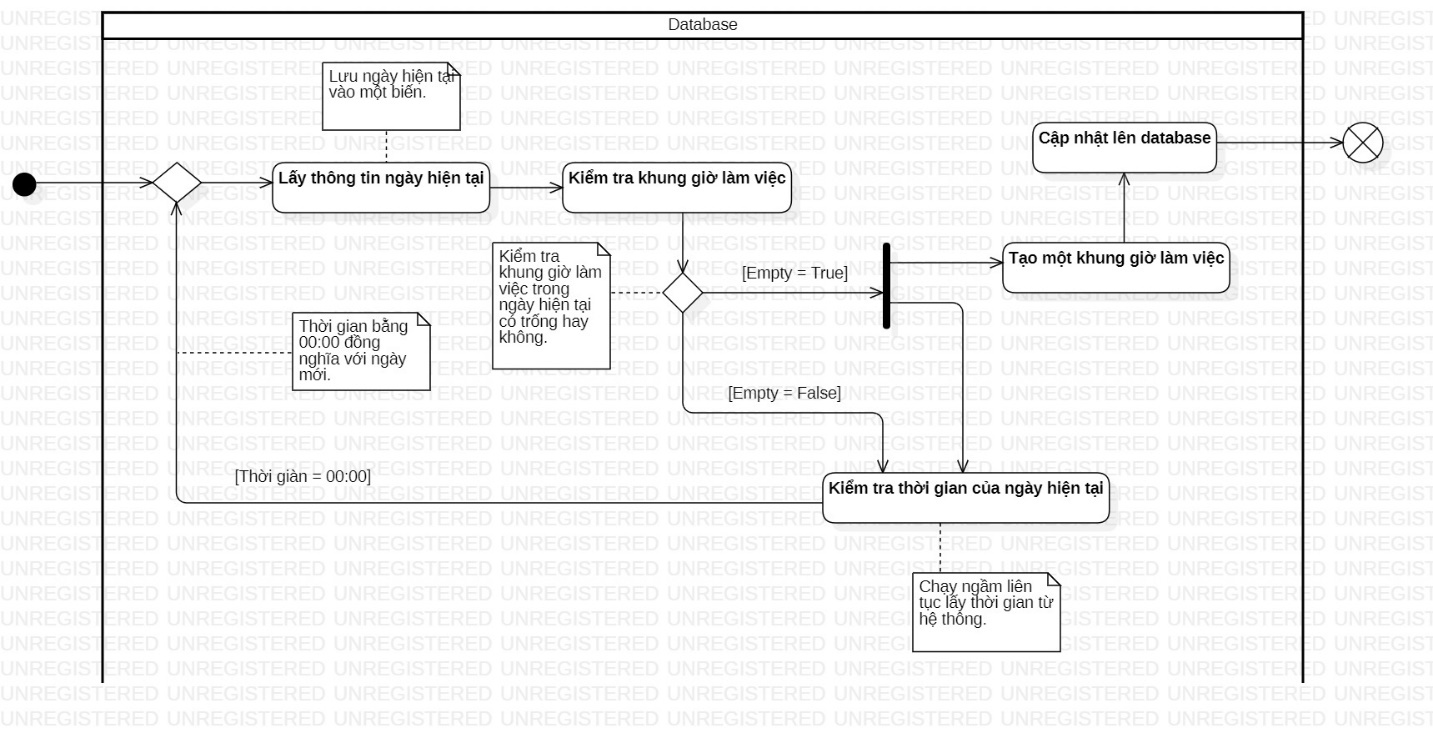 Database
Lưu ngày hiện tại
vào một biến.
Cập nhật lên database
Lấy thông tin ngày hiện tại
Kiểm tra khung giờ làm việc
Kiểm tra
khung giờ làm
việc trong
ngày hiện tại
có trống hay
không.
[Empty = True]
Tạo một khung giờ làm việc
Thời gian bằng
00:00 đồng
nghĩa với ngày
mới.
[Empty = False]
[Thời giàn = 00:00]
Kiểm tra thời gian của ngày hiện tại
Chạy ngầm liên
tục lấy thời gian từ
hệ thống.
UNREGISTERED